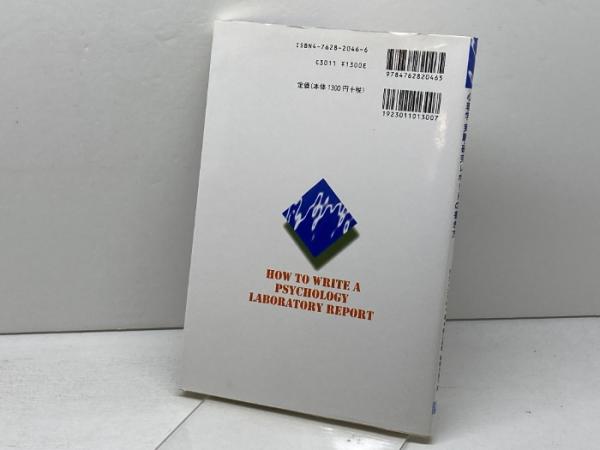 ISBN4-7628-2046-6
C3011 ¥1300E
定価(本体1300円+税)
9784762820465
1923011013007
HOW TO WRITE A
PSYCHOLOGY
LABORATORY REPORT